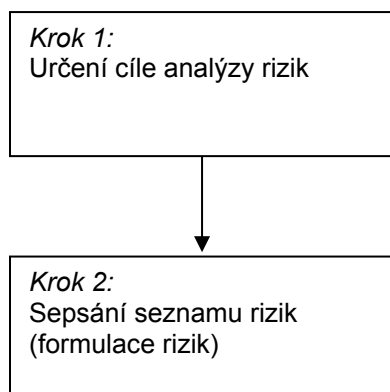 Krok 1:
Určení cíle analýzy rizik
Krok 2:
Sepsání seznamu rizik
(formulace rizik)